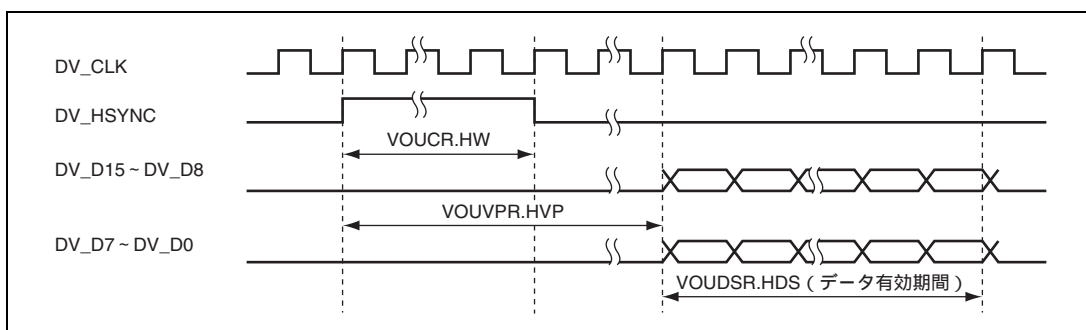 DV_CLK
DV_HSYNC
VOUCR.HW
DV_D15 ~ DV_D8
VOUVPR.HVP
DV_D7 ~ DV_D0
VOUDSR.HDS ( データ有効期間 )